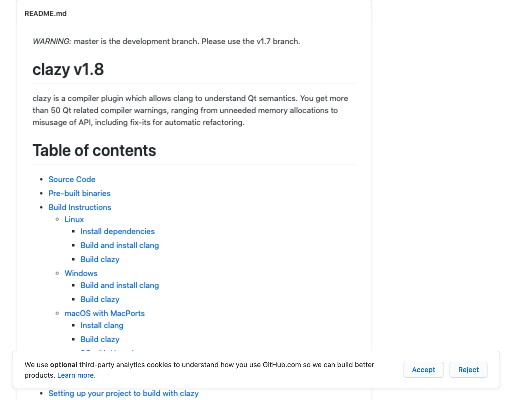 README.md
WARNING: master is the development branch. Please use the v1.7 branch.
clazy v1.8
clazy is a compiler plugin which allows clang to understand Qt semantics. You get more
than 50 Qt related compiler warnings, ranging from unneeded memory allocations to
misusage of API, including fix-its for automatic refactoring.
Table of contents
Source Code
Pre-built binaries
Build Instructions
Linux
Install dependencies
Build and install clang
Build clazy
Windows
Build and install clang
Build clazy
macOS with MacPorts
Install clang
Build clazy
We use optional third-party analytics cookies to understand how you use GitHub.com so we can build better
products. Learn more.
Accept
Reject
Setting up your project to build with clazy